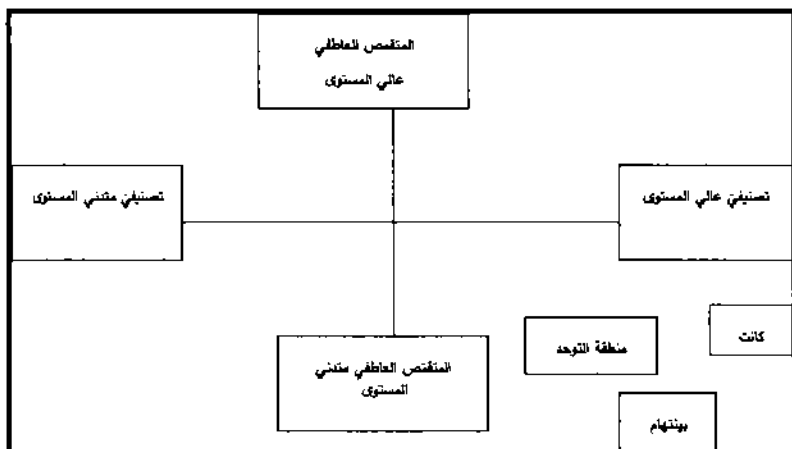 المتقمص العاطفي
عالي المستوى
تصنيفيّ عالي المستوى
تصنيفيّ متدني المستوى
كانت
منطقة التوحد
المتقمص العاطفي متدني
المستوى
بينتهام